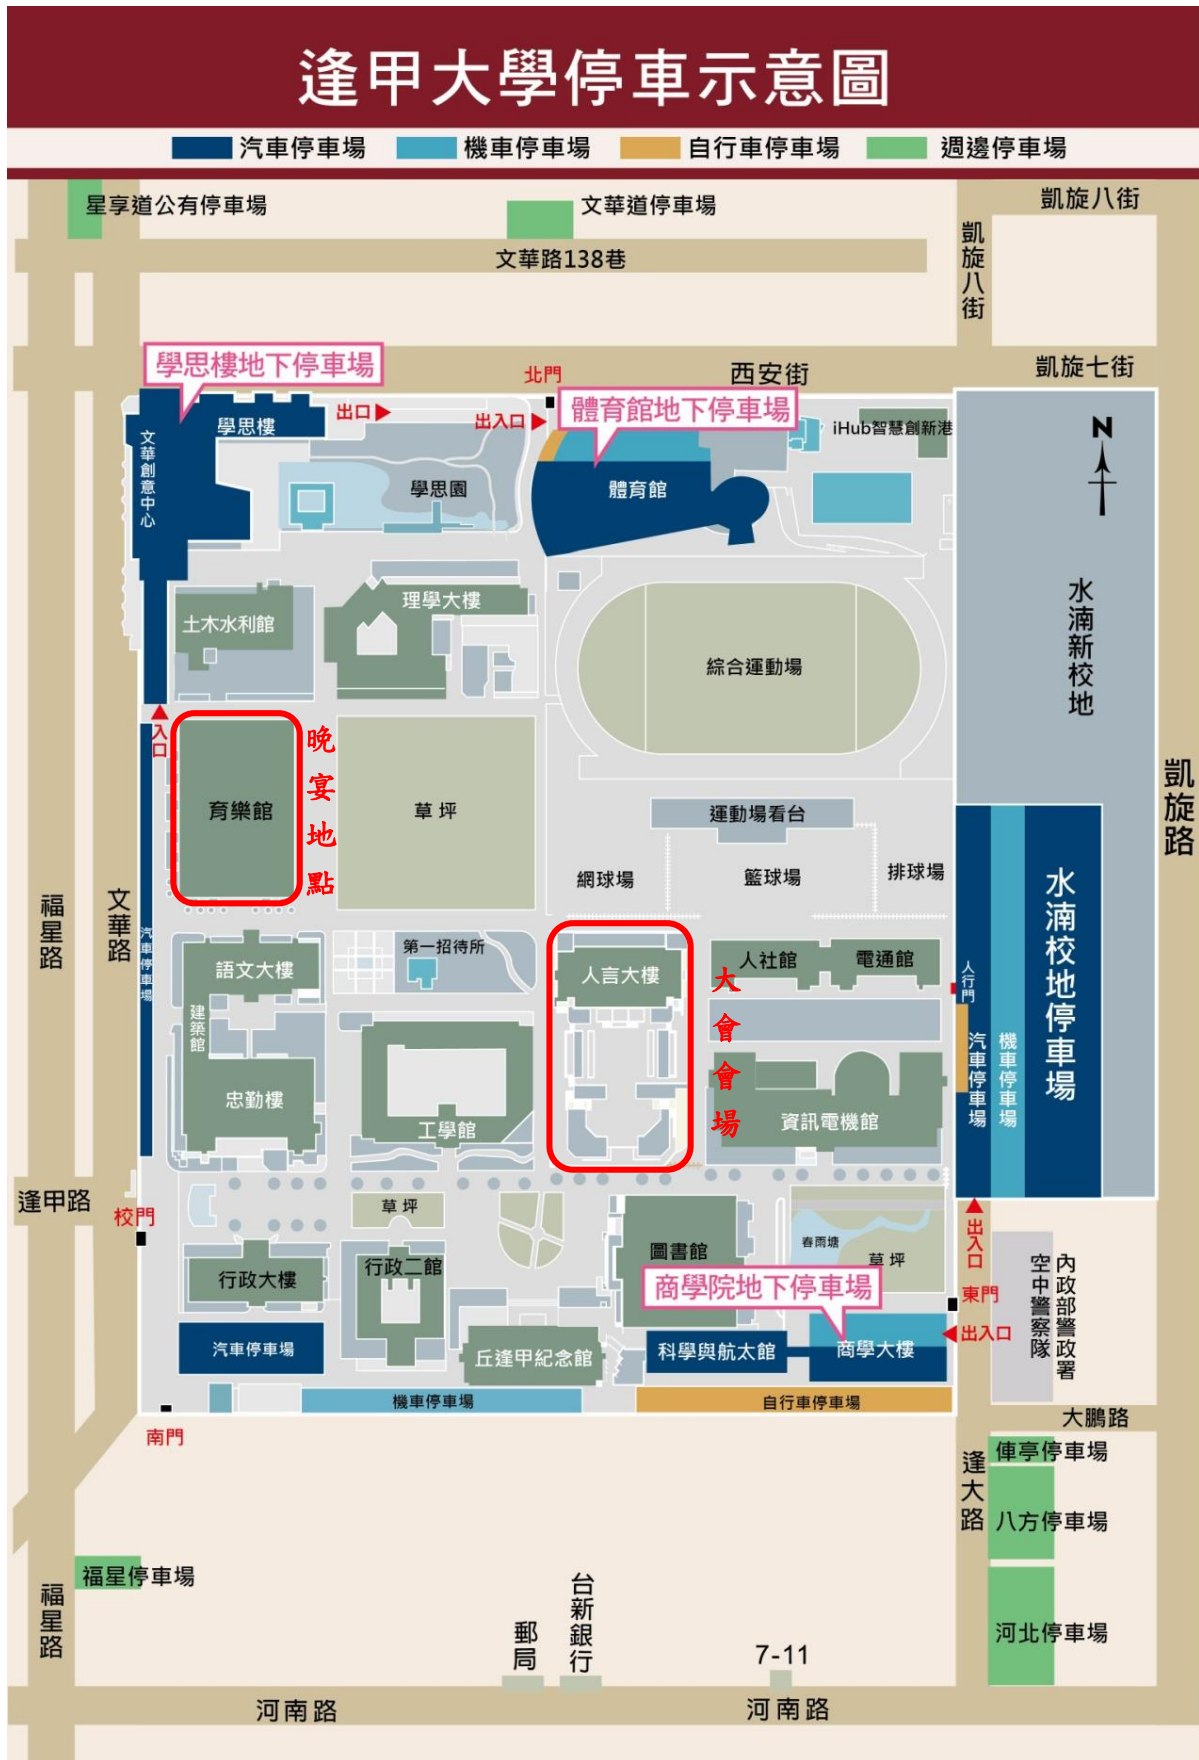 逢甲大學停車示意圖
汽車停車場
機車停車場
自行車停車場
週邊停車場
星享道公有停車場
文華道停車場
凱旋八街
文華路138巷
凱旋八街
學思樓地下停車場
北門
西安街
凱旋七街
出口
出入口
體育館地下停車場
學思樓
iHub智慧創新港
N
文華創意中心
學思園
體育館
水湳新校地
土木水利館
理學大樓
綜合運動場
入口
育樂館
晚宴地點
草坪
凱旋路
運動場看台
網球場
籃球場
排球場
福星路
文華路
汽車停車場
語文大樓
第一招待所
人言大樓
大會會場
人社館
電通館
人行門
水湳校地停車場
建築館
汽車停車場
機車停車場
忠勤樓
工學館
資訊電機館
逢甲路
校門
草坪
出入口
行政大樓
行政二館
圖書館
春雨塘
草坪
商學院地下停車場
東門
內政部警政署
空中警察隊
汽車停車場
丘逢甲紀念館
科學與航太館
商學大樓
出入口
機車停車場
自行車停車場
南門
大鵬路
逢大路
俥亭停車場
八方停車場
福星停車場
福星路
郵局
台新銀行
7-11
河北停車場
河南路
河南路